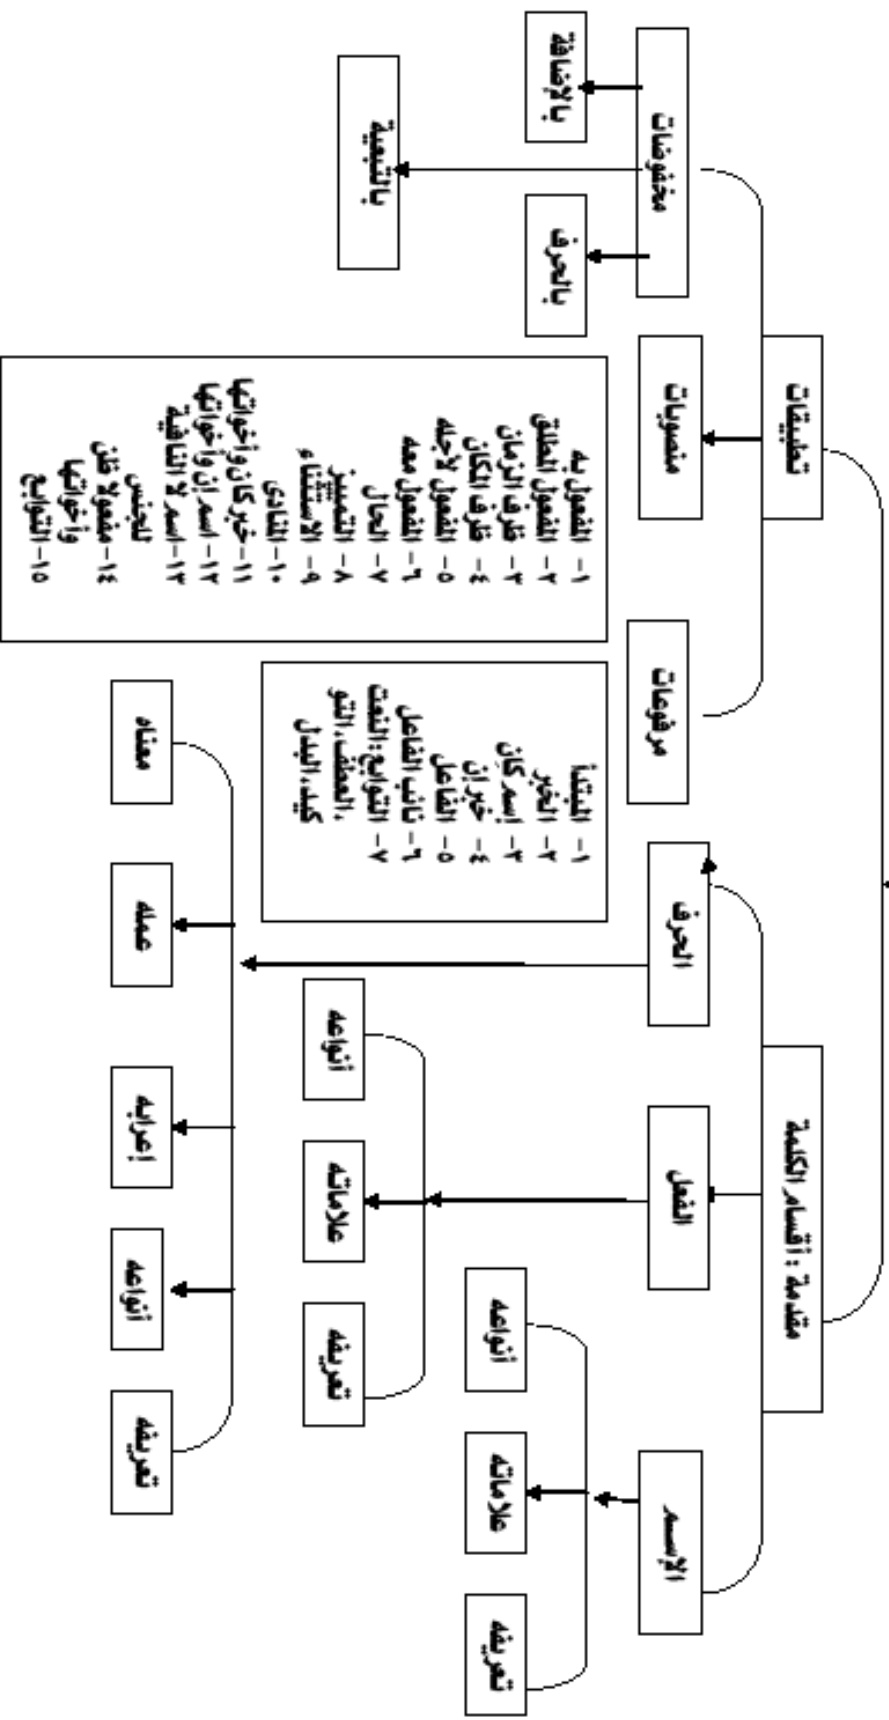 مقدمة : أقسام الكلمة
تطبيقات
الإسم
الفعل
الحرف
مرفوعات
منصوبات
مخفوضات
تعريفه
علاماته
أنواعه
تعريفه
علاماته
أنواعه
تعريفه
أنواعه
إعرابه
عمله
معناه
١- المبتدأ
٢- الخبر
٣- إسم كان
٤- خبر إن
٥- الفاعل
٦- نائب الفاعل
٧- التوابع:النعت
،العطف،التو
كيد،البدل
١- المفعول به
٢- المفعول المطلق
٣- ظرف الزمان
٤- ظرف المكان
٥- المفعول لأجله
٦- المفعول معه
٧- الحال
٨- التمييز
٩- الاستثناء
١٠- المنادى
١١-خبر كان وأخواتها
١٢- اسم إن وأخواتها
١٣-اسم لا النافية
للجنس
١٤- مفعولا ظن
وأخواتها
١٥-التوابع
بالحرف
بالإضافة
بالتبعية